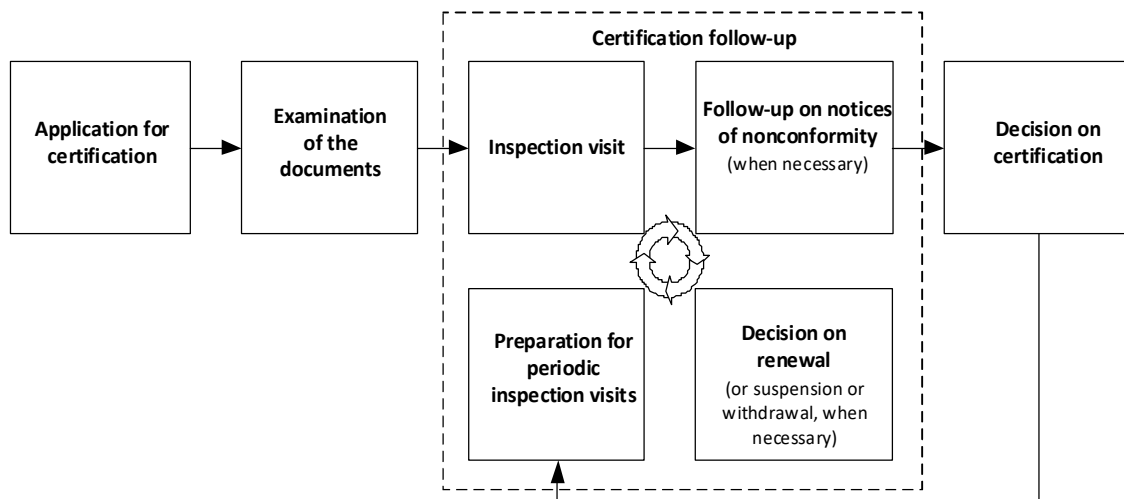 Certification follow-up
Application for
certification
Examination
of the
documents
Inspection visit
Follow-up on notices
of nonconformity
(when necessary)
Decision on
certification
Preparation for
periodic
inspection visits
Decision on
renewal
(or suspension or
withdrawal, when
necessary)